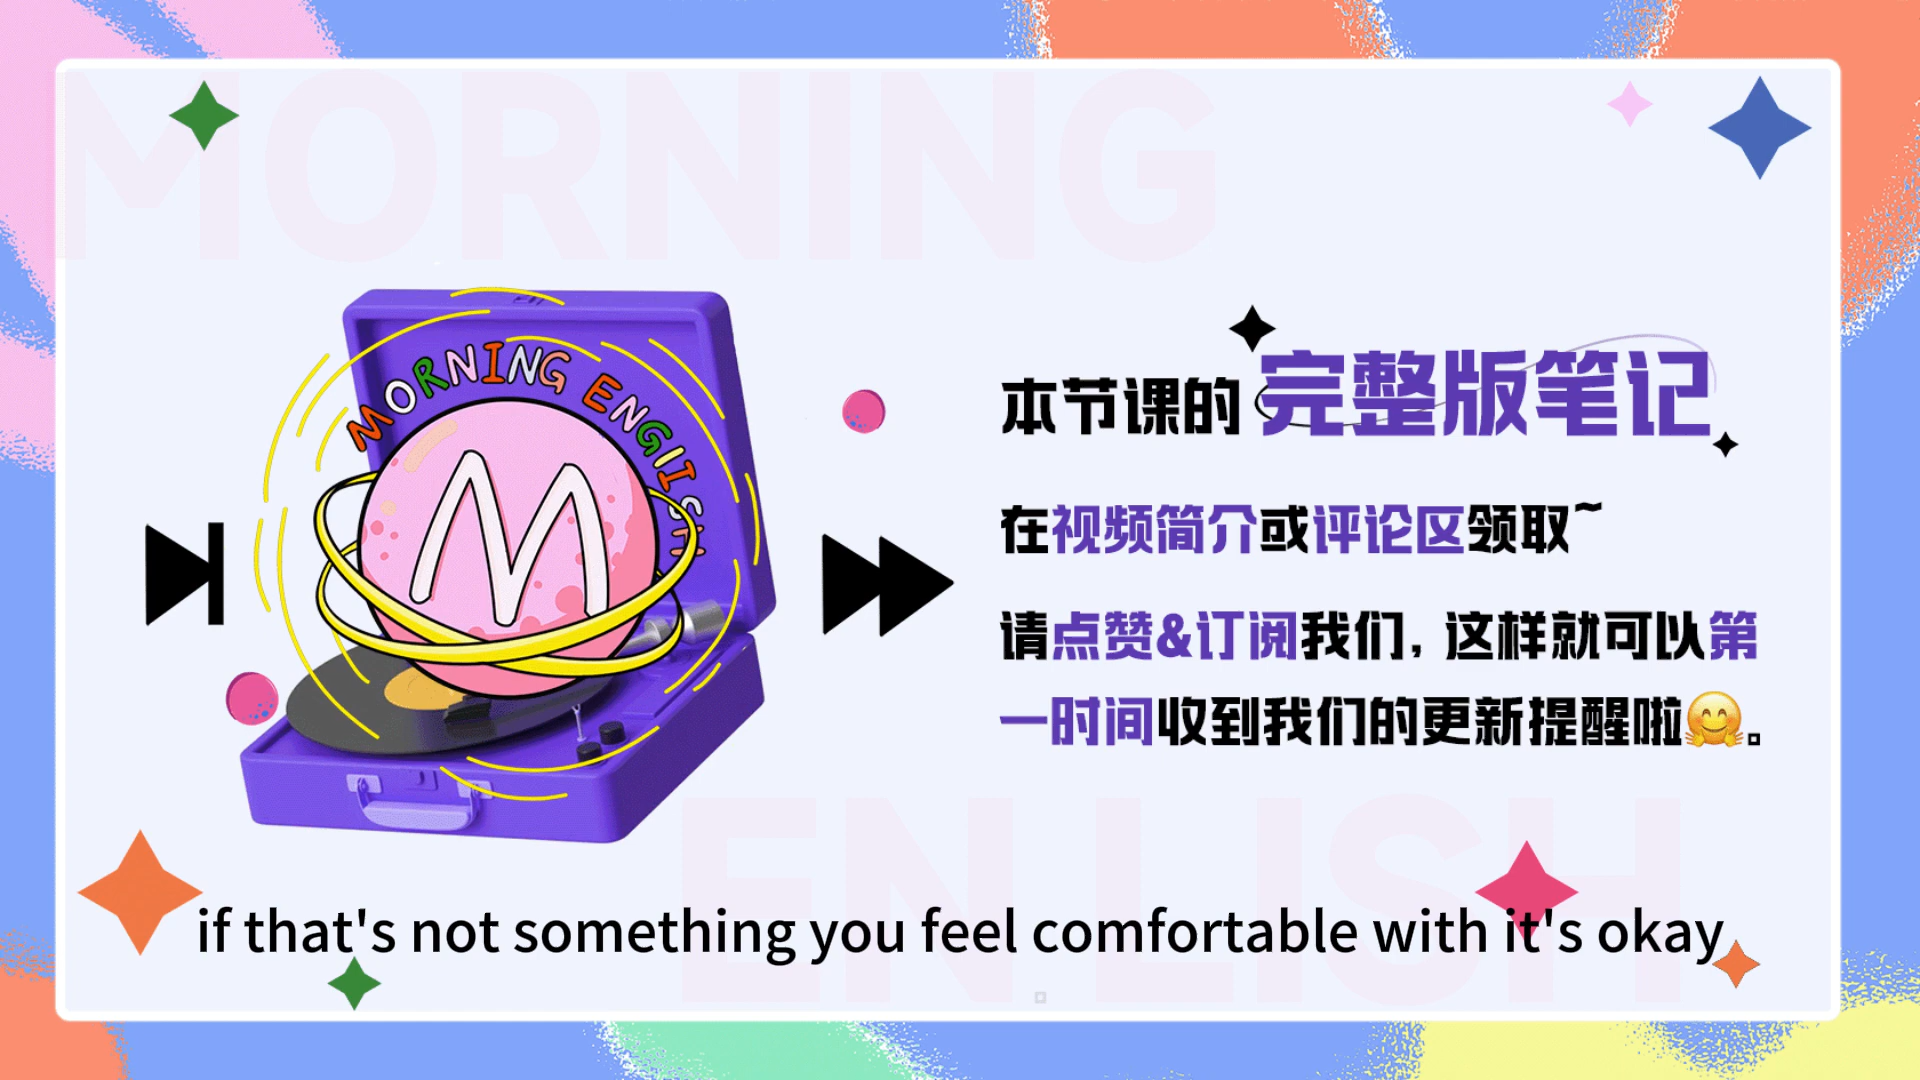 MORNING
MORNING ENGlISH
M
本节课的 完整版笔记
在视频简介或评论区领取~
请点赞&订阅我们，这样就可以第
一时间收到我们的更新提醒啦🤗。
EN LISH
if that's not something you feel comfortable with it's okay